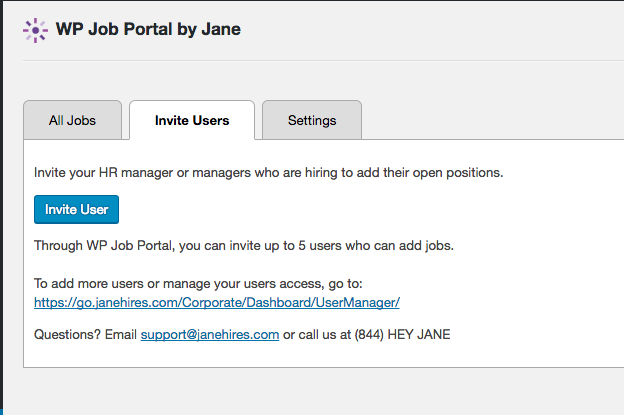 WP Job Portal by Jane
All Jobs
Invite Users
Settings
Invite your HR manager or managers who are hiring to add their open positions.
Invite User
Through WP Job Portal, you can invite up to 5 users who can add jobs.
To add more users or manage your users access, go to:
https://go.janehires.com/Corporate/Dashboard/UserManager/
Questions? Email support@janehires.com or call us at (844) HEY JANE